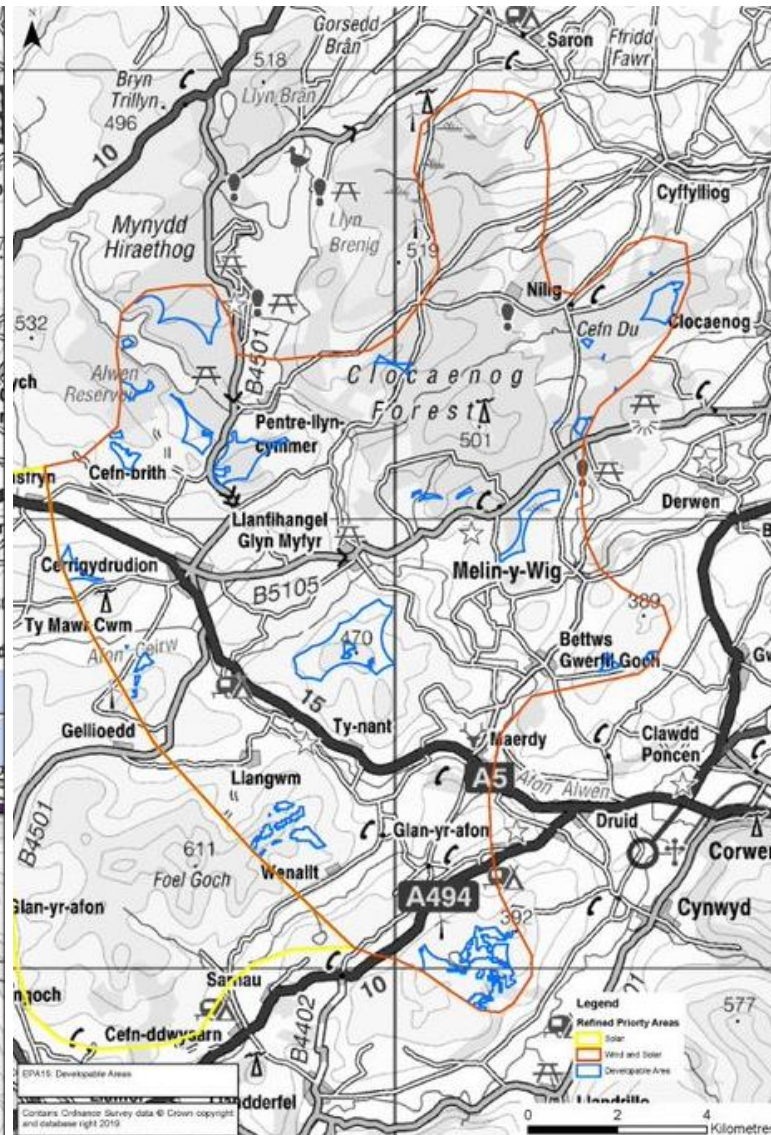 N
Gorsedd
Brân
Saron
Ffridd
Fawr
518
Bryn
Trillyn
Llyn Brân
496
10
Cyffylliog
Mynydd
Hiraethog
Llyn
Brenig
519
Nilig
532
B4501
Cefn Du
Clocaenog
Alwen
Reservoir
Clocaenog
Forest
501
ych
Pentre-llyn-
cymmer
Cefn-brith
asfryn
Llanfihangel
Glyn Myfyr
Derwen
Cerrigydrudion
B5105
Melin-y-Wig
389
Ty Mawr Cwm
Afon Ceirw
470
Bettws
Gwerfil Goch
15
Gellioedd
Ty-nant
Maerdy
Clawdd
Poncen
Llangwm
A5
Afon Alwen
B4501
Glan-yr-afon
Druid
611
Foel Goch
Wenallt
Corwen
A494
Glan-yr-afon
392
Cynwyd
Sarnau
10
577
Cefn-ddwysarn
B4402
Legend
Refined Priorty Areas
Solar
Wind and Solar
Developable Area
EPA15: Developable Areas
Llandrillo
Contains Ordnance Survey data © Crown copyright
and database right 2019
0 2 4
Kilometres